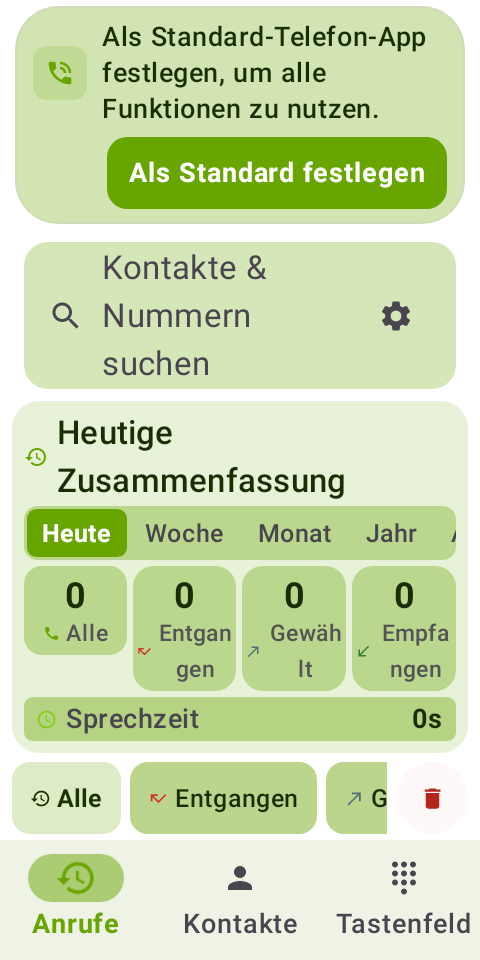 Als Standard-Telefon-App
festlegen, um alle
Funktionen zu nutzen.
Als Standard festlegen
Kontakte &
Nummern
suchen
Heutige
Zusammenfassung
Heute Woche Monat Jahr
0 0 0 0
Alle Entgan Gewäh Empfa
gen lt ngen
Sprechzeit 0s
Alle Entgangen G
Anrufe Kontakte Tastenfeld